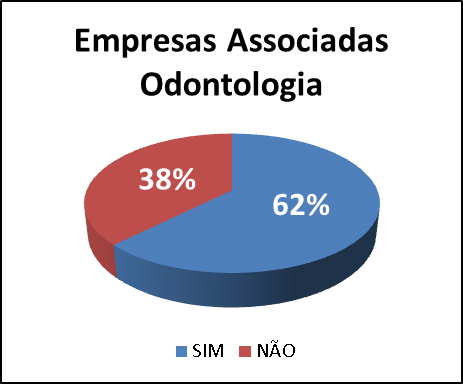 Empresas Associadas
Odontologia
38%
62%
SIM NÃO